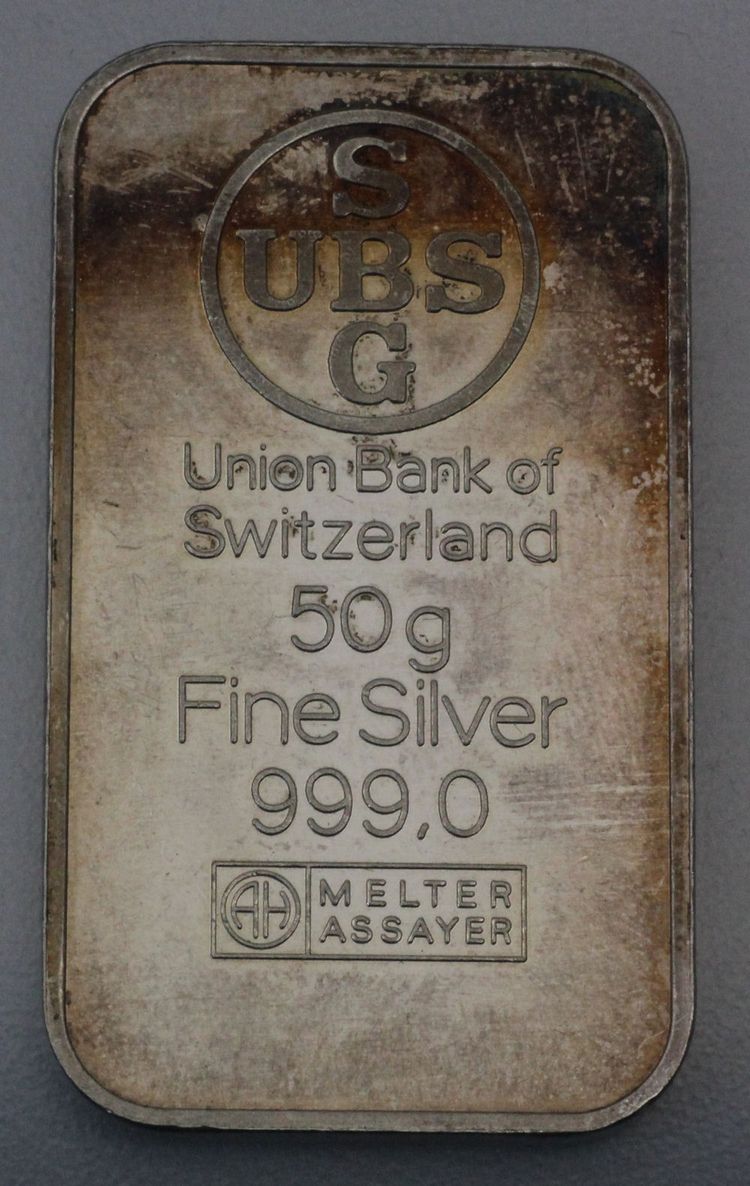 S
UBS
G
Union Bank of
Switzerland
50g
Fine Silver
999,0
AH MELTER
ASSAYER